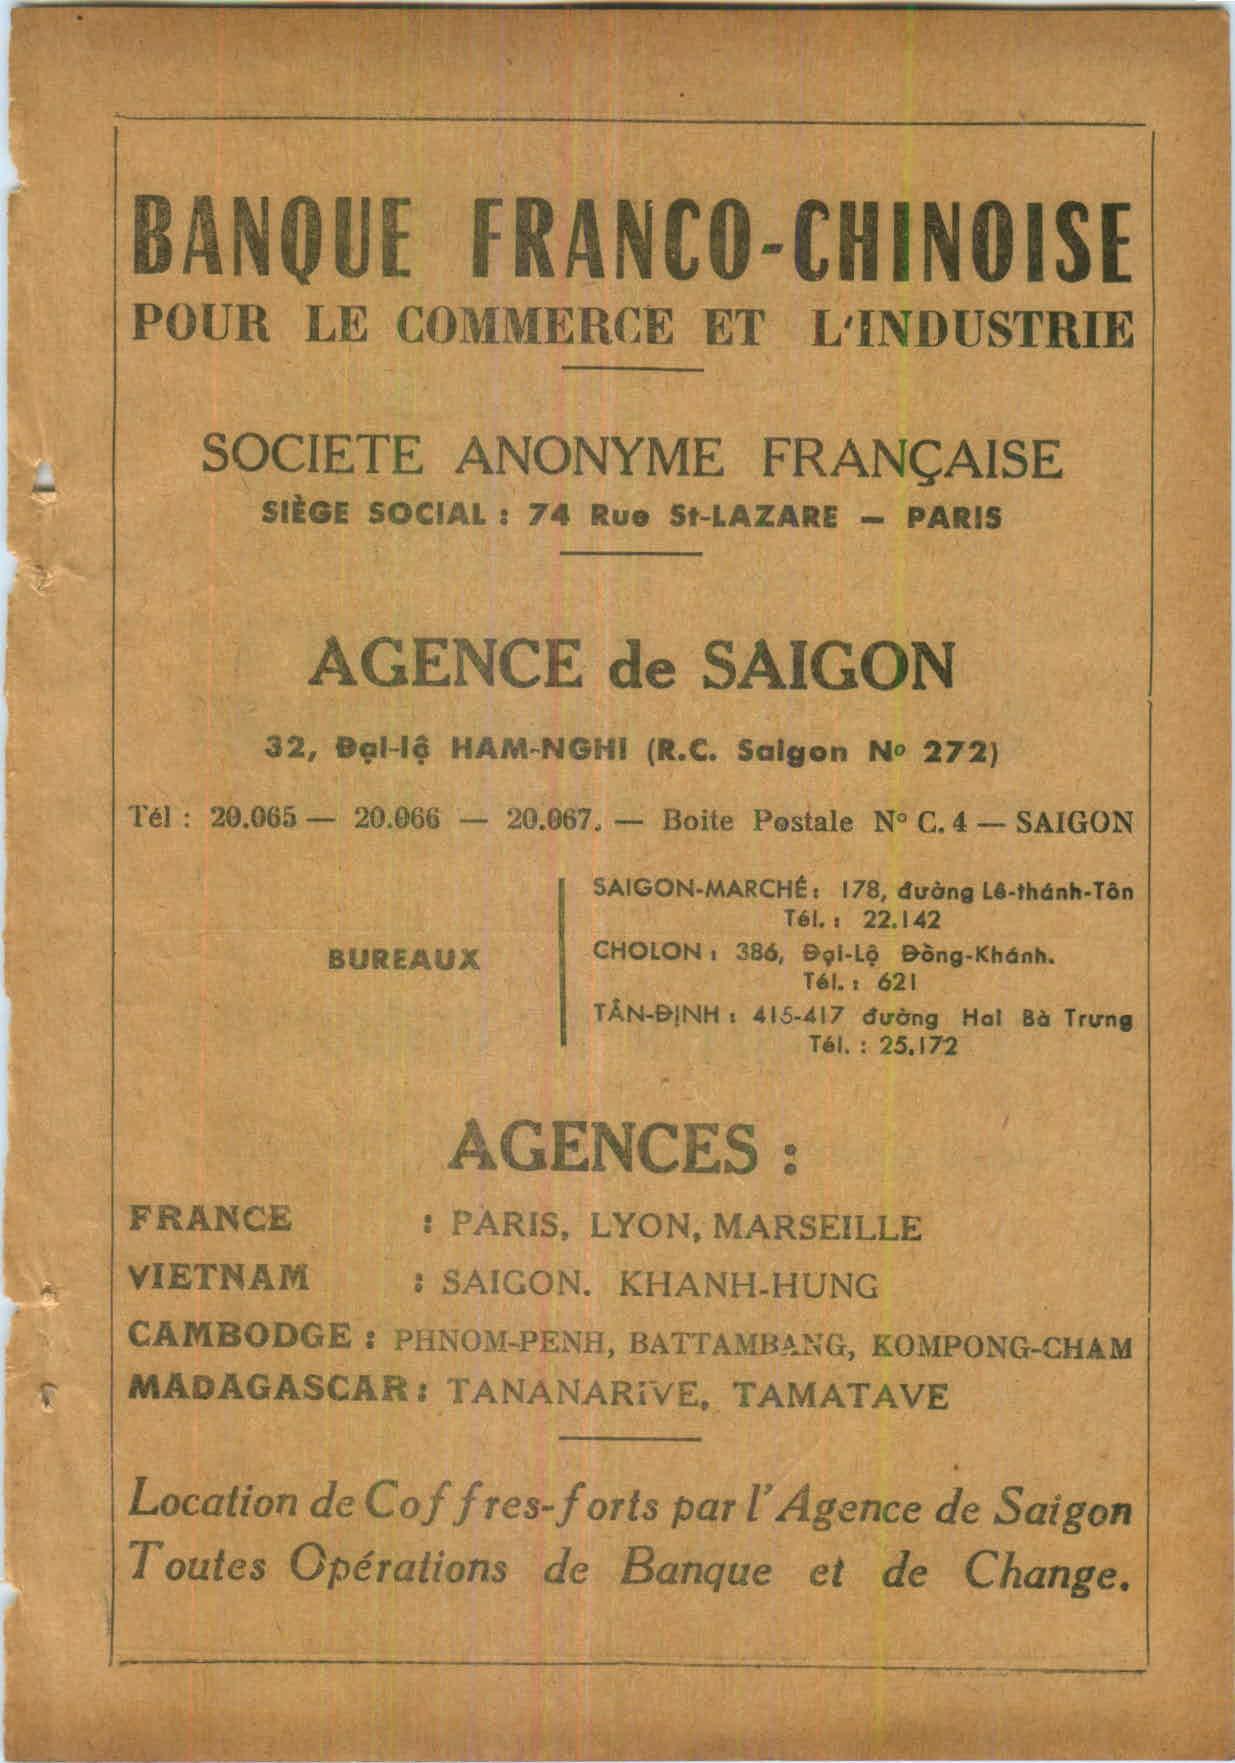 BANQUE FRANCO-CHINOISE
POUR LE COMMERCE ET L'INDUSTRIE
SOCIETE ANONYME FRANÇAISE
SIÈGE SOCIAL : 74 Rue St-LAZARE — PARIS
AGENCE de SAIGON
32, Đại-lộ HAM-NGHI (R.C. Saigon Nº 272)
Tél : 20.065 — 20.066 — 20.067. — Boite Postale N° C. 4 — SAIGON
BUREAUX
SAIGON-MARCHÉ : 178, đường Lê-thánh-Tôn
Tél. : 22.142
CHOLON : 386, Đại-Lộ Đồng-Khánh.
Tél. : 621
TÂN-ĐỊNH : 415-417 đường Hai Bà Trưng
Tél. : 25.172
AGENCES :
FRANCE : PARIS, LYON, MARSEILLE
VIETNAM : SAIGON. KHANH-HUNG
CAMBODGE : PHNOM-PENH, BATTAMBANG, KOMPONG-CHAM
MADAGASCAR : TANANARIVE, TAMATAVE
Location de Coffres-forts par l'Agence de Saigon
Toutes Opérations de Banque et de Change.